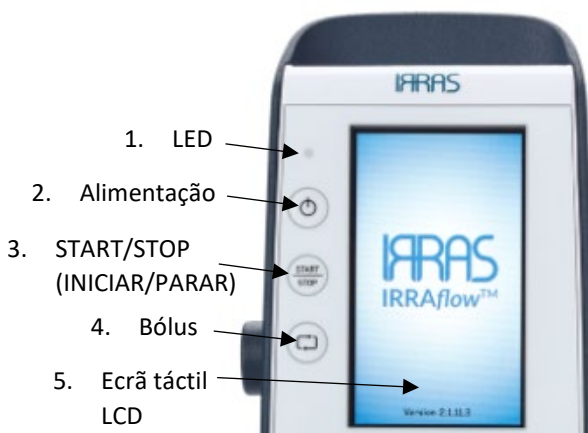 IRRAS
1. LED
2. Alimentação
3. START/STOP
(INICIAR/PARAR)
START
STOP
4. Bólus
5. Ecrã táctil
LCD
IRRAS
IRRAflow™
Version 2.1.11.3